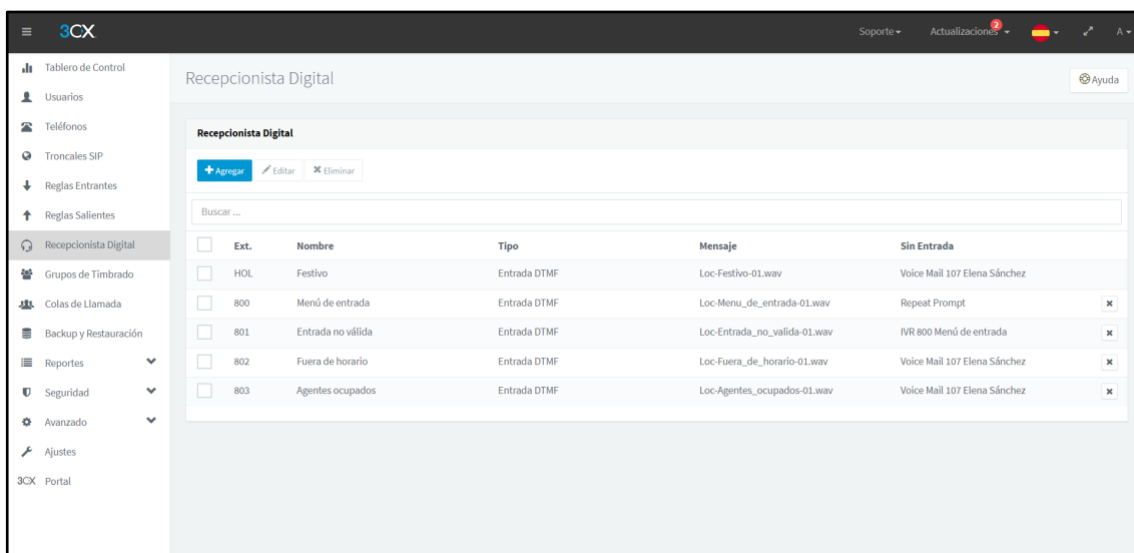 3CX
Soporte
Actualizaciones 2
A
Tablero de Control
Usuarios
Teléfonos
Troncales SIP
Reglas Entrantes
Reglas Salientes
Recepcionista Digital
Grupos de Timbrado
Colas de Llamada
Backup y Restauración
Reportes
Seguridad
Avanzado
Ajustes
3CX Portal
Recepcionista Digital
Ayuda
Recepcionista Digital
Agregar Editar Eliminar
Buscar ...
Ext. Nombre Tipo Mensaje Sin Entrada
HOL Festivo Entrada DTMF Loc-Festivo-01.wav Voice Mail 107 Elena Sánchez
800 Menú de entrada Entrada DTMF Loc-Menu_de_entrada-01.wav Repeat Prompt
801 Entrada no válida Entrada DTMF Loc-Entrada_no_valida-01.wav IVR 800 Menú de entrada
802 Fuera de horario Entrada DTMF Loc-Fuera_de_horario-01.wav Voice Mail 107 Elena Sánchez
803 Agentes ocupados Entrada DTMF Loc-Agentes_ocupados-01.wav Voice Mail 107 Elena Sánchez